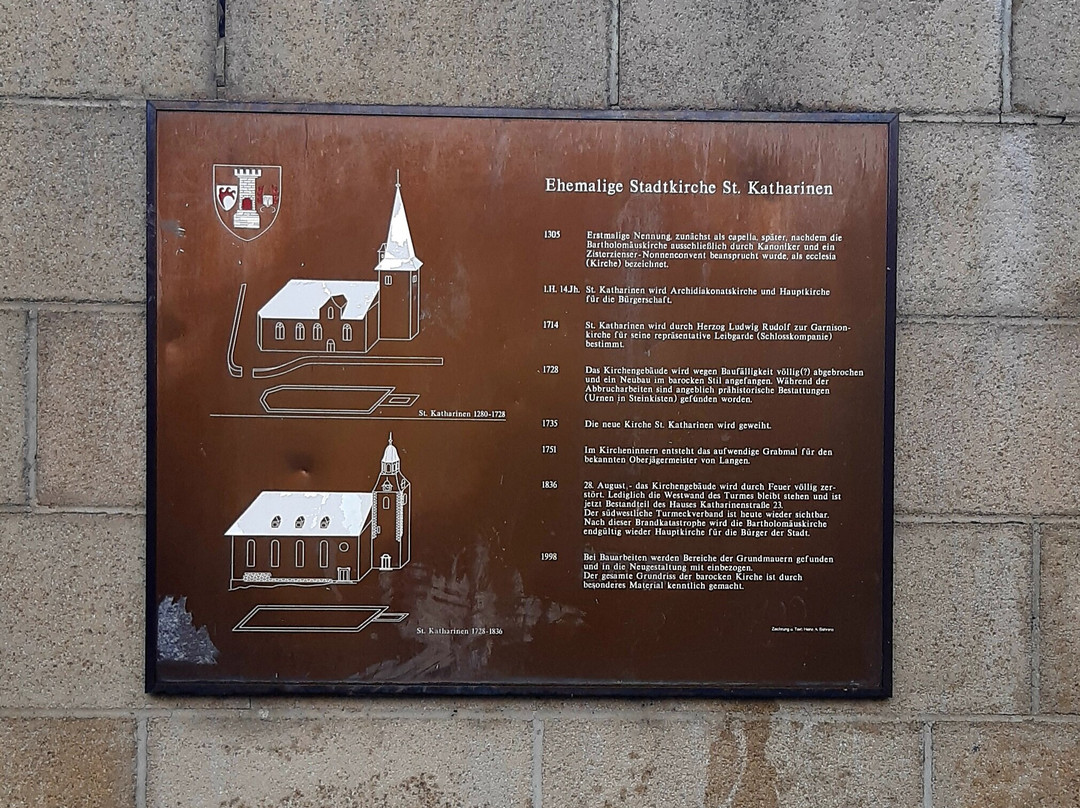 Ehemalige Stadtkirche St. Katharinen
1305 Erstmalige Nennung, zunächst als capella, später, nachdem die
Bartholomäuskirche ausschließlich durch Kanoniker und ein
Zisterzienser-Nonnenconvent beansprucht wurde, als ecclesia
(Kirche) bezeichnet.
1.H. 14.Jh. St. Katharinen wird Archidiakonatskirche und Hauptkirche
für die Bürgerschaft.
1714 St. Katharinen wird durch Herzog Ludwig Rudolf zur Garnison-
kirche für seine repräsentative Leibgarde (Schlosskompanie)
bestimmt.
1728 Das Kirchengebäude wird wegen Baufälligkeit völlig(?) abgebrochen
und ein Neubau im barocken Stil angefangen. Während der
Abbrucharbeiten sind angeblich prähistorische Bestattungen
(Urnen in Steinkisten) gefunden worden.
1735 Die neue Kirche St. Katharinen wird geweiht.
1751 Im Kircheninnern entsteht das aufwendige Grabmal für den
bekannten Oberjägermeister von Langen.
1836 28. August - das Kirchengebäude wird durch Feuer völlig zer-
stört. Lediglich die Westwand des Turmes bleibt stehen und ist
jetzt Bestandteil des Hauses Katharinenstraße 23.
Der südwestliche Turmeckverband ist heute wieder sichtbar.
Nach dieser Brandkatastrophe wird die Bartholomäuskirche
endgültig wieder Hauptkirche für die Bürger der Stadt.
1998 Bei Bauarbeiten werden Bereiche der Grundmauern gefunden
und in die Neugestaltung mit einbezogen.
Der gesamte Grundriss der barocken Kirche ist durch
besonderes Material kenntlich gemacht.
St. Katharinen 1280-1728
St. Katharinen 1728-1836
Zeichnung u. Text: Heinz A. Behrens